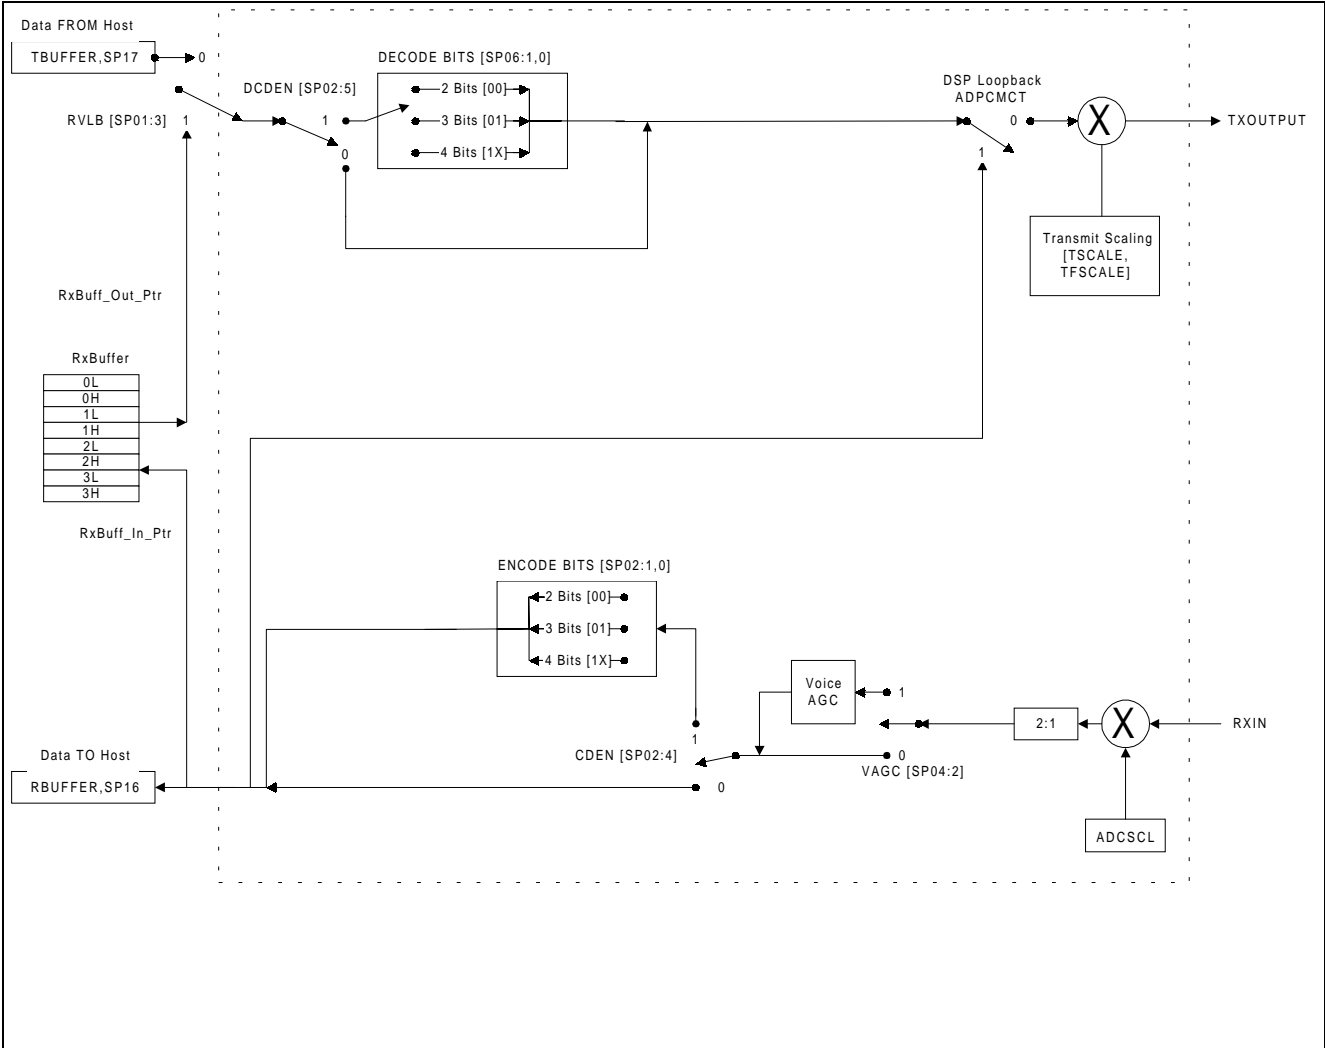 Data FROM Host
TBUFFER,SP17
0
RVLB [SP01:3] 1
DCDEN [SP02:5]
1
0
DECODE BITS [SP06:1,0]
2 Bits [00]
3 Bits [01]
4 Bits [1X]
DSP Loopback
ADPCMCT
0
1
X
TXOUTPUT
Transmit Scaling
[TSCALE,
TFSCALE]
RxBuff_Out_Ptr
RxBuffer
0L
0H
1L
1H
2L
2H
3L
3H
RxBuff_In_Ptr
ENCODE BITS [SP02:1,0]
2 Bits [00]
3 Bits [01]
4 Bits [1X]
Voice
AGC
1
0
VAGC [SP04:2]
2:1
X
RXIN
ADCSCL
1
CDEN [SP02:4]
0
Data TO Host
RBUFFER,SP16